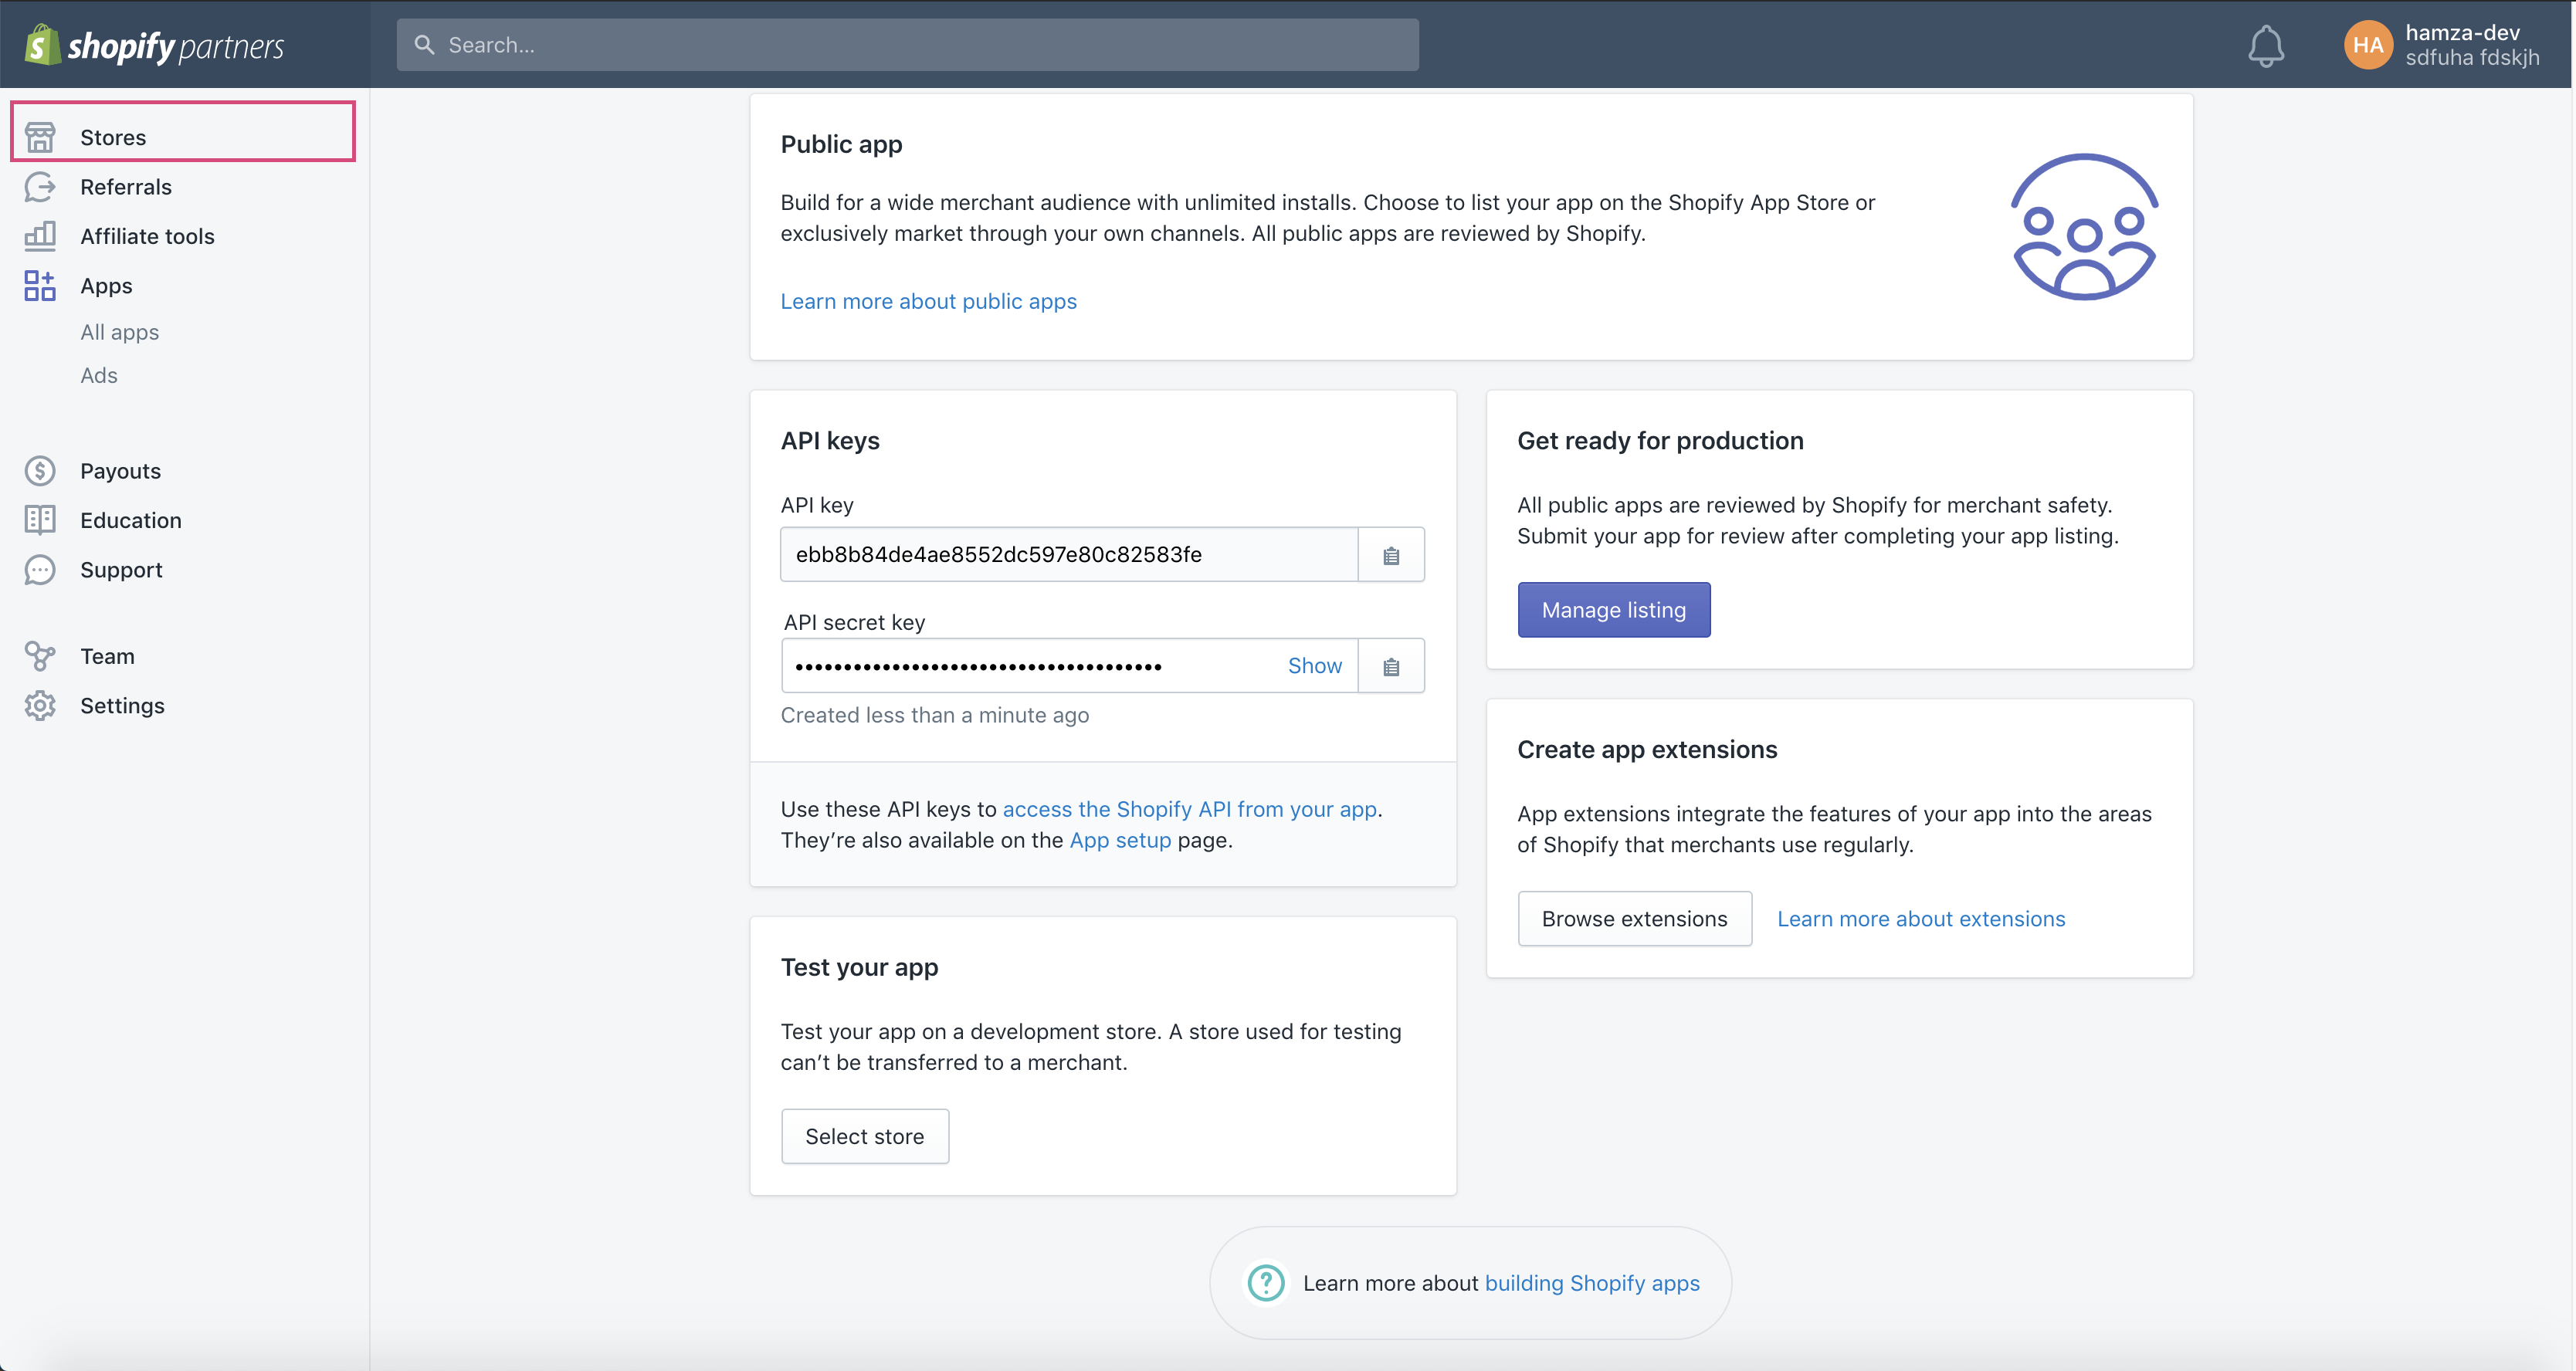 shopify partners
Search...
HA
hamza-dev
sdfuha fdskjh
Stores
Referrals
Affiliate tools
Apps
All apps
Ads
Payouts
Education
Support
Team
Settings
Public app
Build for a wide merchant audience with unlimited installs. Choose to list your app on the Shopify App Store or
exclusively market through your own channels. All public apps are reviewed by Shopify.
Learn more about public apps
API keys
API key
ebb8b84de4ae8552dc597e80c82583fe
API secret key
••••••••••••••••••••••••••••••••••••••
Show
Created less than a minute ago
Use these API keys to access the Shopify API from your app.
They’re also available on the App setup page.
Test your app
Test your app on a development store. A store used for testing
can’t be transferred to a merchant.
Select store
Get ready for production
All public apps are reviewed by Shopify for merchant safety.
Submit your app for review after completing your app listing.
Manage listing
Create app extensions
App extensions integrate the features of your app into the areas
of Shopify that merchants use regularly.
Browse extensions
Learn more about extensions
Learn more about building Shopify apps